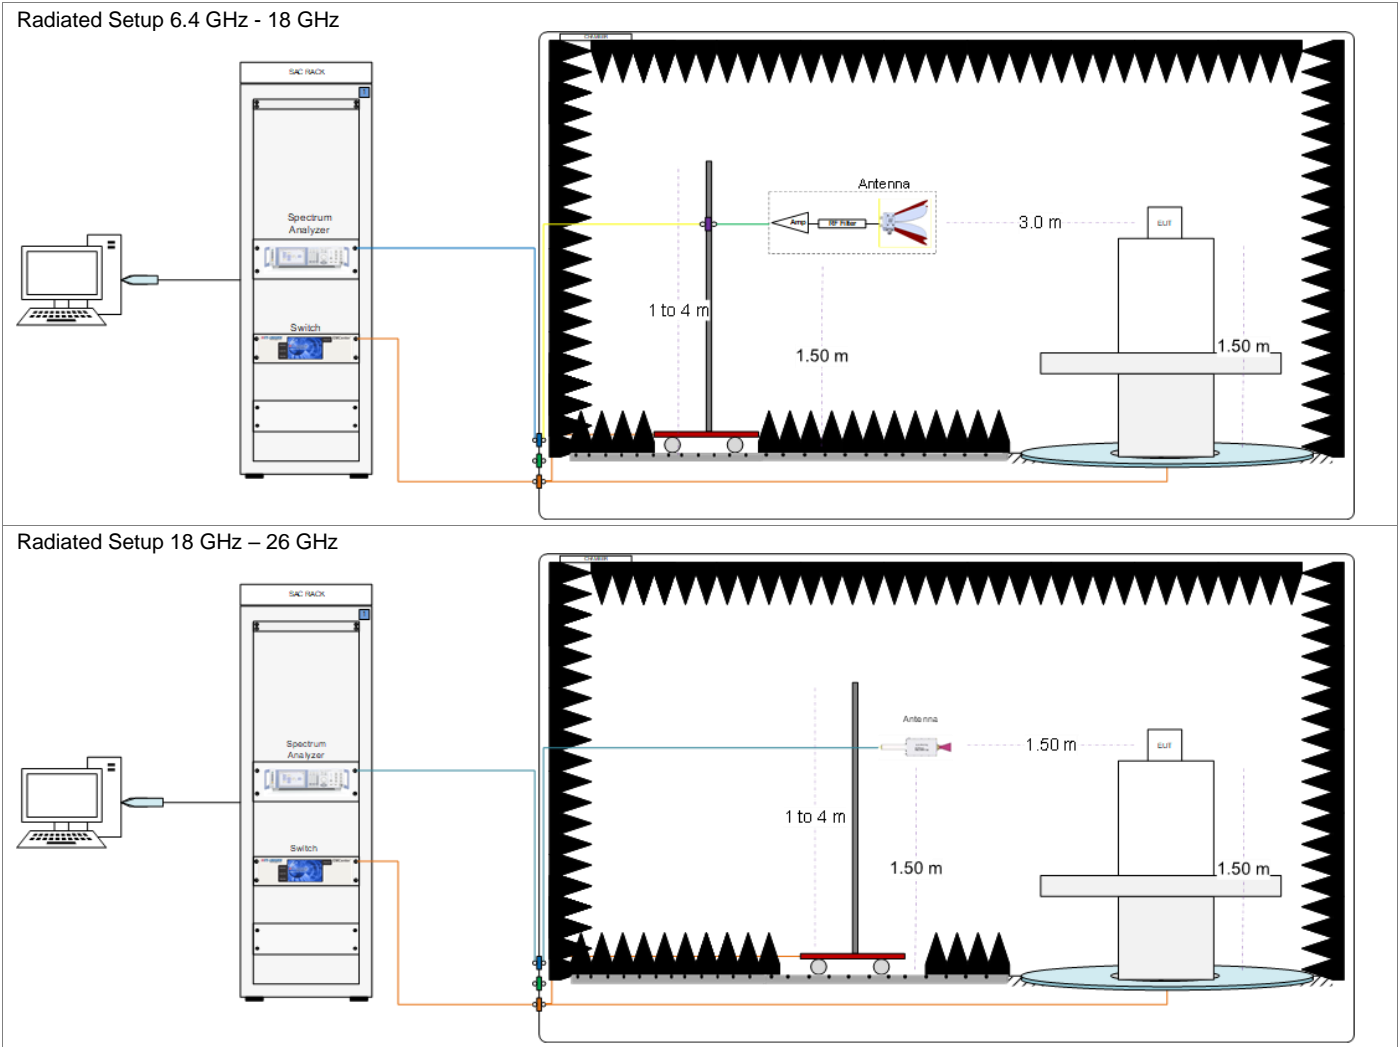 Radiated Setup 6.4 GHz - 18 GHz
CHAMBER
SAC RACK
Antenna
Spectrum
Analyzer
Amp
RF Filter
3.0 m
EUT
1 to 4 m
Switch
1.50 m
1.50 m
Radiated Setup 18 GHz – 26 GHz
CHAMBER
SAC RACK
Antenna
Spectrum
Analyzer
1.50 m
EUT
1 to 4 m
Switch
1.50 m
1.50 m